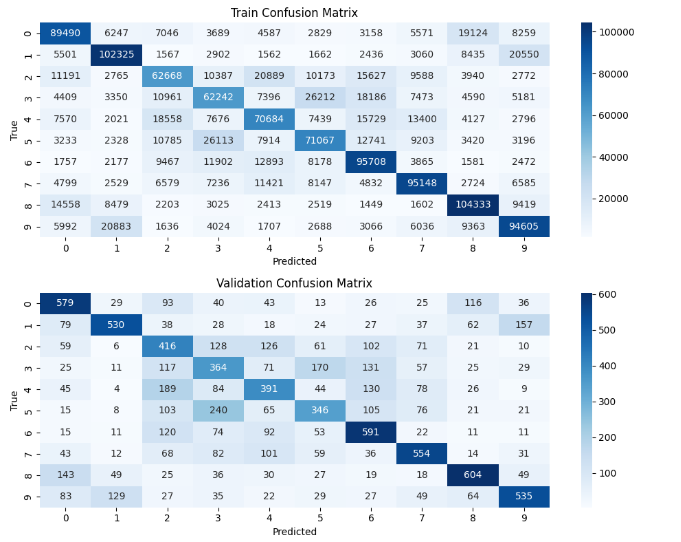 Train Confusion Matrix
0 89490 6247 7046 3689 4587 2829 3158 5571 19124 8259
1 5501 102325 1567 2902 1562 1662 2436 3060 8435 20550
2 11191 2765 62668 10387 20889 10173 15627 9588 3940 2772
3 4409 3350 10961 62242 7396 26212 18186 7473 4590 5181
4 7570 2021 18558 7676 70684 7439 15729 13400 4127 2796
5 3233 2328 10785 26113 7914 71067 12741 9203 3420 3196
6 1757 2177 9467 11902 12893 8178 95708 3865 1581 2472
7 4799 2529 6579 7236 11421 8147 4832 95148 2724 6585
8 14558 8479 2203 3025 2413 2519 1449 1602 104333 9419
9 5992 20883 1636 4024 1707 2688 3066 6036 9363 94605
0 1 2 3 4 5 6 7 8 9
Predicted
True
100000
80000
60000
40000
20000
Validation Confusion Matrix
0 579 29 93 40 43 13 26 25 116 36
1 79 530 38 28 18 24 27 37 62 157
2 59 6 416 128 126 61 102 71 21 10
3 25 11 117 364 71 170 131 57 25 29
4 45 4 189 84 391 44 130 78 26 9
5 15 8 103 240 65 346 105 76 21 21
6 15 11 120 74 92 53 591 22 11 11
7 43 12 68 82 101 59 36 554 14 31
8 143 49 25 36 30 27 19 18 604 49
9 83 129 27 35 22 29 27 49 64 535
0 1 2 3 4 5 6 7 8 9
Predicted
True
600
500
400
300
200
100